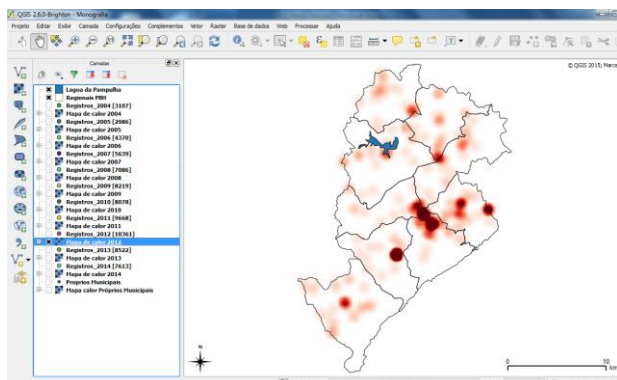 QGIS 2.6.0-Brighton - Monografia
Projeto Editar Exibir Camada Configurações Complementos Vetor Raster Base de dados Web Processar Ajuda
Camadas
© QGIS 2015; Marcel
Lagoa da Pampulha
Regionais PBH
Registros_2004 [3187]
Mapa de calor 2004
Registros_2005 [2986]
Mapa de calor 2005
Registros_2006 [4370]
Mapa de calor 2006
Registros_2007 [5639]
Mapa de calor 2007
Registros_2008 [7086]
Mapa de calor 2008
Registros_2009 [8219]
Mapa de calor 2009
Registros_2010 [8078]
Mapa de calor 2010
Registros_2011 [9668]
Mapa de calor 2011
Registros_2012 [10361]
Mapa de calor 2012
Registros_2013 [8522]
Mapa de calor 2013
Registros_2014 [7613]
Mapa de calor 2014
Proprios Municipais
Mapa calor Próprios Municipais
N
0 10
km